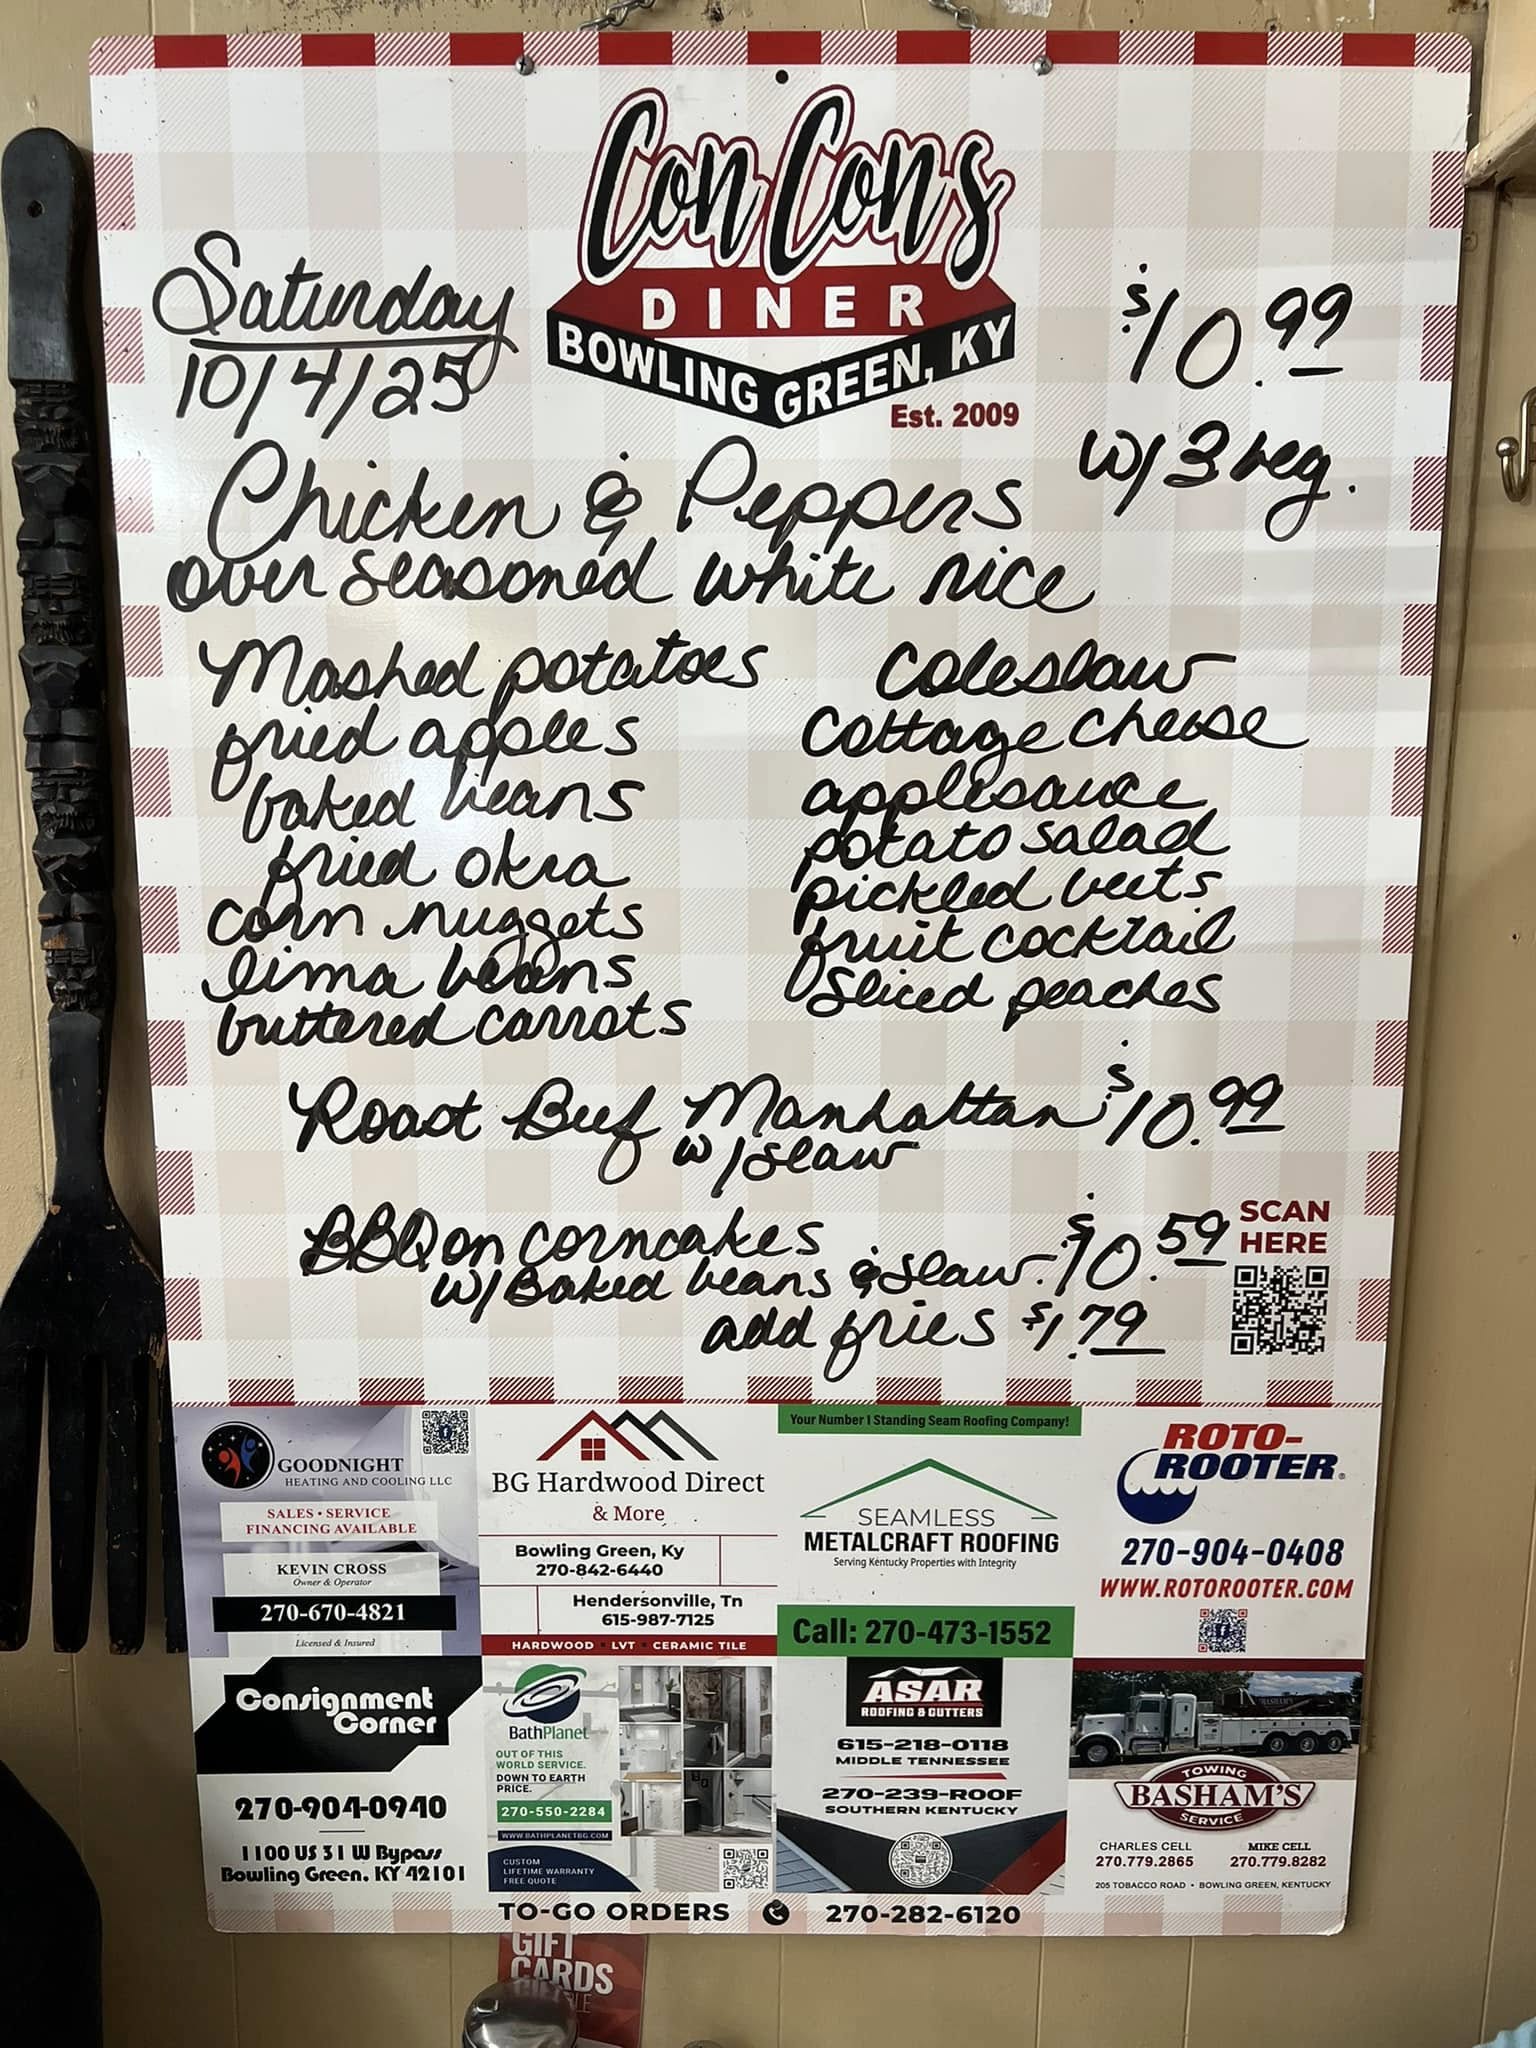 Con Cons
DINER
BOWLING GREEN, KY
Est. 2009
Saturday
10/4/25
$10.99
w/ 3 veg.
Chicken & Peppers
over seasoned white rice
Mashed potatoes
fried apples
baked beans
fried okra
corn nuggets
lima beans
buttered carrots
Coleslaw
cottage cheese
applesauce
potato salad
pickled beets
fruit cocktail
sliced peaches
Roast Beef Manhattan $10.99
w/slaw
BBQ on corncakes
w/Baked beans & slaw. $10.59
add fries $1.79
SCAN
HERE
GOODNIGHT
HEATING AND COOLING LLC
SALES • SERVICE
FINANCING AVAILABLE
KEVIN CROSS
Owner & Operator
270-670-4821
Licensed & Insured
BG Hardwood Direct
& More
Bowling Green, Ky
270-842-6440
Hendersonville, Tn
615-987-7125
HARDWOOD • LVT • CERAMIC TILE
Your Number 1 Standing Seam Roofing Company!
SEAMLESS
METALCRAFT ROOFING
Serving Kentucky Properties with Integrity
Call: 270-473-1552
ROTO-
ROOTER®
270-904-0408
WWW.ROTOROOTER.COM
Consignment
Corner
270-904-0940
1100 US 31 W Bypass
Bowling Green, KY 42101
BathPlanet
OUT OF THIS
WORLD SERVICE.
DOWN TO EARTH
PRICE.
270-550-2284
WWW.BATHPLANETBG.COM
CUSTOM
LIFETIME WARRANTY
FREE QUOTE
ASAR
ROOFING & GUTTERS
615-218-0118
MIDDLE TENNESSEE
270-239-ROOF
SOUTHERN KENTUCKY
TOWING
BASHAM'S
SERVICE
CHARLES CELL
270.779.2865
MIKE CELL
270.779.8282
205 TOBACCO ROAD • BOWLING GREEN, KENTUCKY
TO-GO ORDERS 270-282-6120
GIFT
CARDS